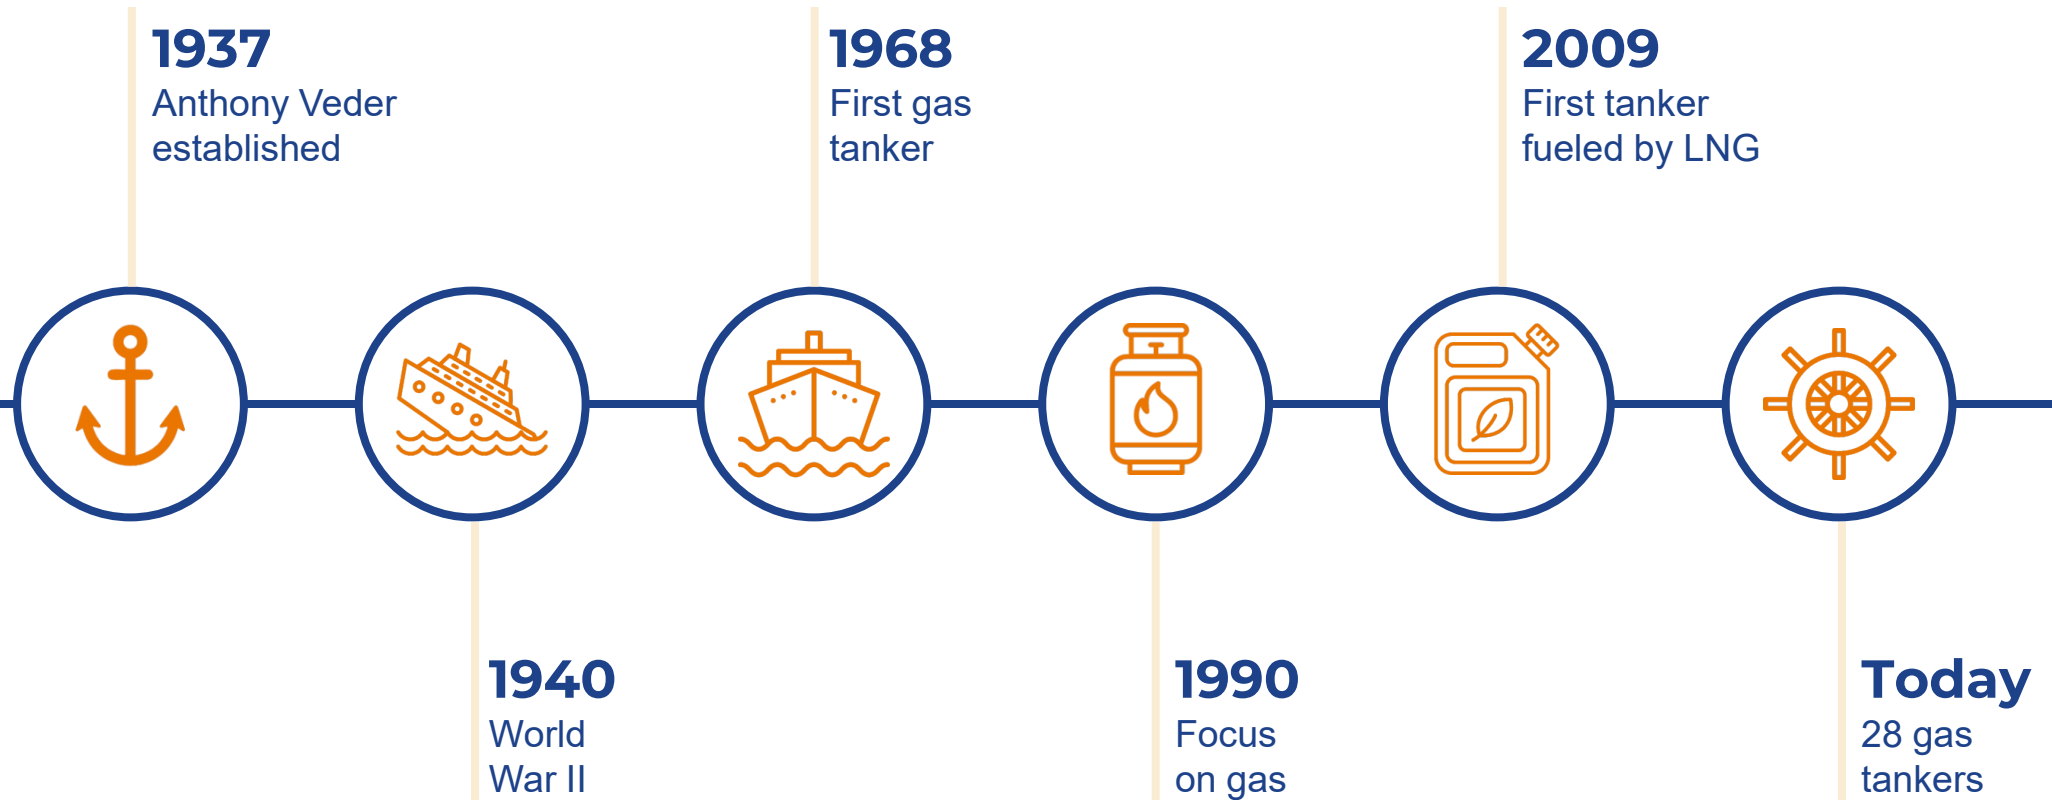 1937
Anthony Veder
established
1940
World
War II
1968
First gas
tanker
1990
Focus
on gas
2009
First tanker
fueled by LNG
Today
28 gas
tankers